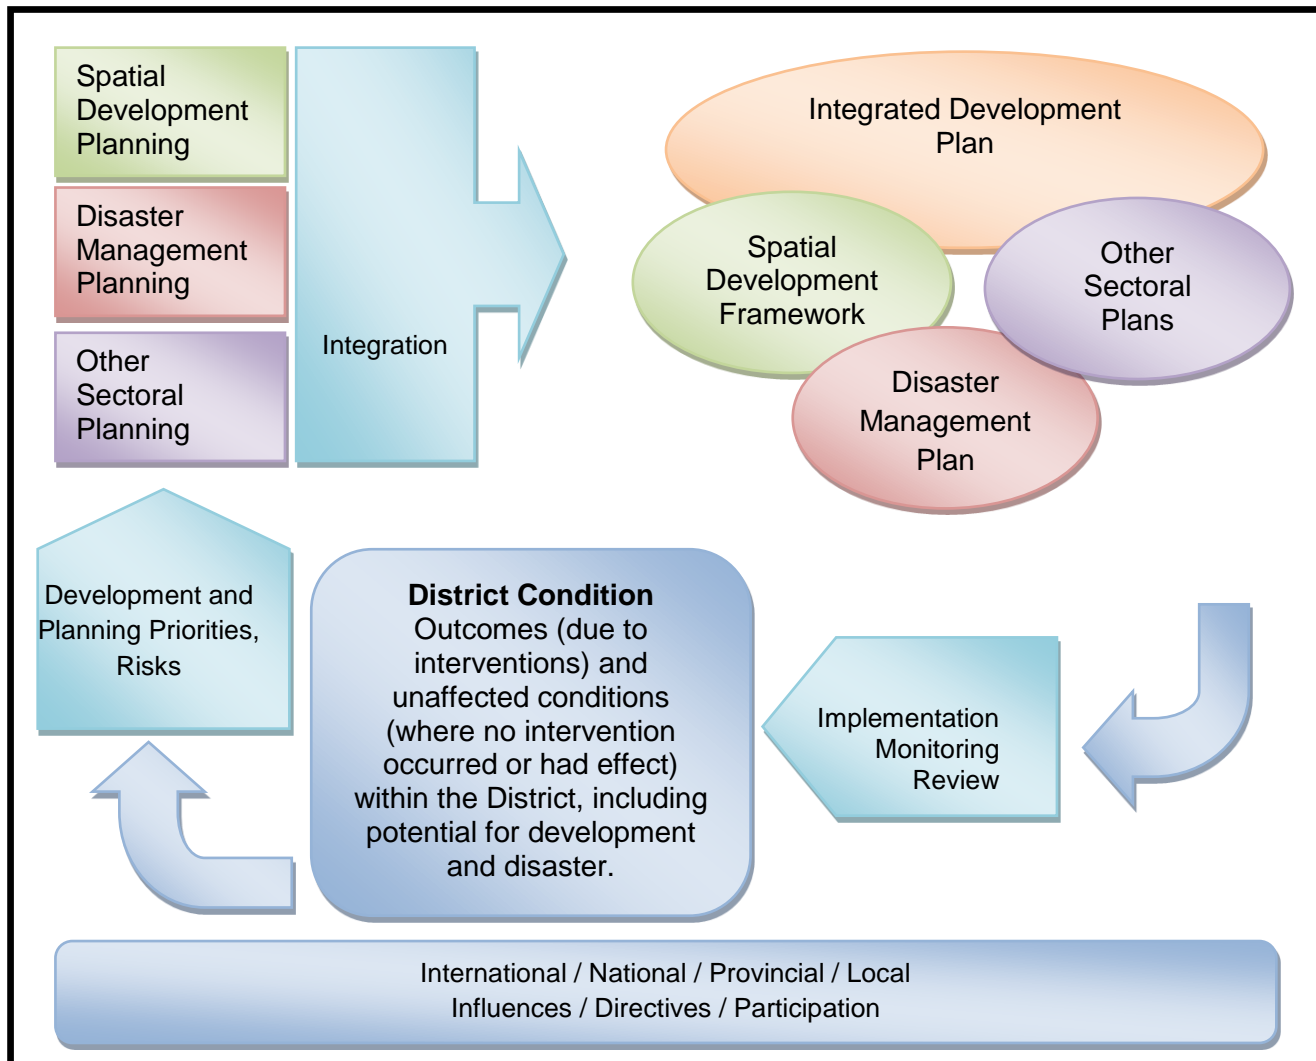 Spatial
Development
Planning
Disaster
Management
Planning
Other
Sectoral
Planning
Integration
Integrated Development
Plan
Spatial
Development
Framework
Other
Sectoral
Plans
Disaster
Management
Plan
Development and
Planning Priorities,
Risks
District Condition
Outcomes (due to
interventions) and
unaffected conditions
(where no intervention
occurred or had effect)
within the District, including
potential for development
and disaster.
Implementation
Monitoring
Review
International / National / Provincial / Local
Influences / Directives / Participation